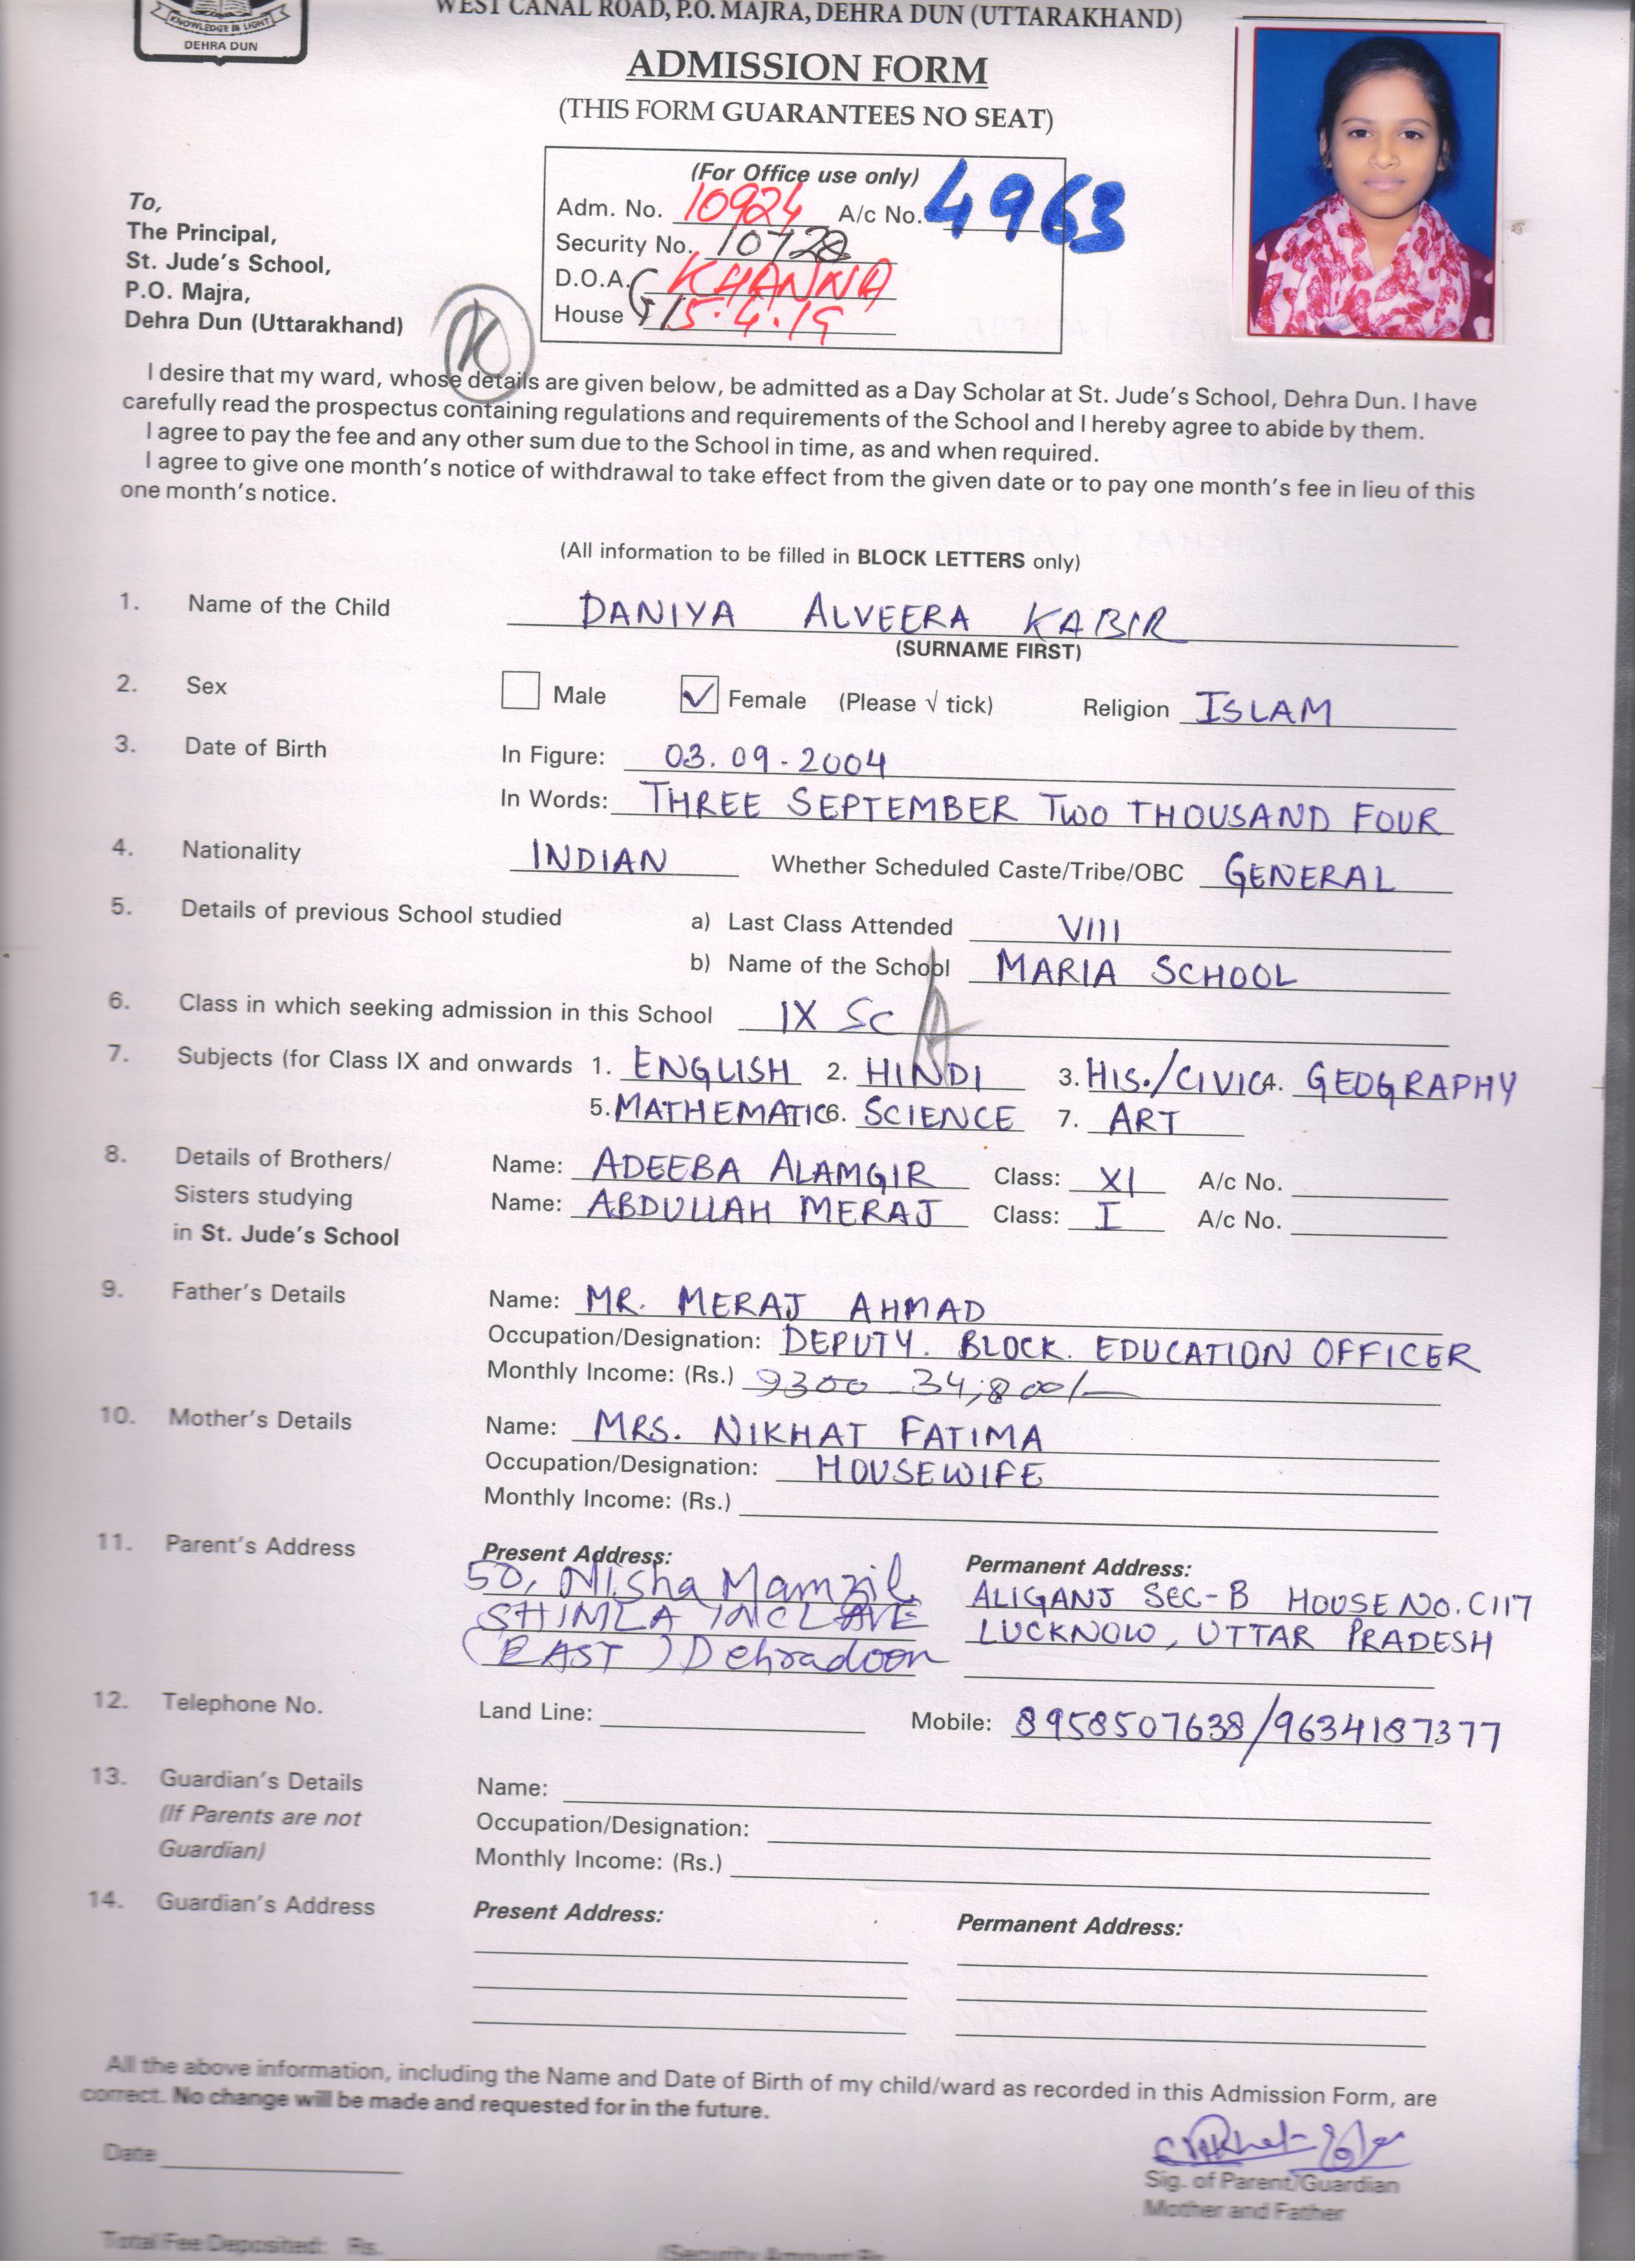 KNOWLEDGE IS LIGHT
DEHRA DUN
WEST CANAL ROAD, P.O. MAJRA, DEHRA DUN (UTTARAKHAND)
ADMISSION FORM
(THIS FORM GUARANTEES NO SEAT)
(For Office use only)
Adm. No. 10924 A/c No. 4963
Security No. 10728
D.O.A. KHANNA
House 15.4.19
To,
The Principal,
St. Jude's School,
P.O. Majra,
Dehra Dun (Uttarakhand)
I desire that my ward, whose details are given below, be admitted as a Day Scholar at St. Jude's School, Dehra Dun. I have
carefully read the prospectus containing regulations and requirements of the School and I hereby agree to abide by them.
I agree to pay the fee and any other sum due to the School in time, as and when required.
I agree to give one month's notice of withdrawal to take effect from the given date or to pay one month's fee in lieu of this
one month's notice.
(All information to be filled in BLOCK LETTERS only)
1. Name of the Child DANIYA ALVEERA KABIR
(SURNAME FIRST)
2. Sex Male ✓ Female (Please √ tick) Religion ISLAM
3. Date of Birth In Figure: 03.09-2004
In Words: THREE SEPTEMBER TWO THOUSAND FOUR
4. Nationality INDIAN Whether Scheduled Caste/Tribe/OBC GENERAL
5. Details of previous School studied a) Last Class Attended VIII
b) Name of the School MARIA SCHOOL
6. Class in which seeking admission in this School IX SC A
7. Subjects (for Class IX and onwards 1. ENGLISH 2. HINDI 3. HIS./CIVIC 4. GEOGRAPHY
5. MATHEMATIC 6. SCIENCE 7. ART
8. Details of Brothers/ Name: ADEEBA ALAMGIR Class: XI A/c No.
Sisters studying Name: ABDULLAH MERAJ Class: I A/c No.
in St. Jude's School
9. Father's Details Name: MR. MERAJ AHMAD
Occupation/Designation: DEPUTY. BLOCK. EDUCATION OFFICER
Monthly Income: (Rs.) 9300 - 34,800/-
10. Mother's Details Name: MRS. NIKHAT FATIMA
Occupation/Designation: HOUSEWIFE
Monthly Income: (Rs.)
11. Parent's Address Present Address: Permanent Address:
50, Nisha Mamzil ALIGANJ SEC-B HOUSE NO. C117
SHIMLA INCLAVE LUCKNOW, UTTAR PRADESH
(EAST) Dehradoon
12. Telephone No. Land Line: Mobile: 8958507638/9634187377
13. Guardian's Details Name:
(If Parents are not Occupation/Designation:
Guardian) Monthly Income: (Rs.)
14. Guardian's Address Present Address: Permanent Address:
All the above information, including the Name and Date of Birth of my child/ward as recorded in this Admission Form, are
correct. No change will be made and requested for in the future.
Date
Sig. of Parent/Guardian
Mother and Father
Total Fee Deposited: Rs. (Security Amount Rs.